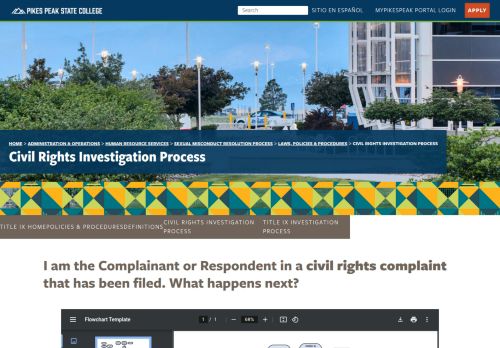 PIKES PEAK STATE COLLEGE
Search
SITIO EN ESPAÑOL
MYPIKESPEAK PORTAL LOGIN
APPLY
HOME > ADMINISTRATION & OPERATIONS > HUMAN RESOURCE SERVICES > SEXUAL MISCONDUCT RESOLUTION PROCESS > LAWS, POLICIES & PROCEDURES > CIVIL RIGHTS INVESTIGATION PROCESS
Civil Rights Investigation Process
TITLE IX HOME
POLICIES & PROCEDURES
DEFINITIONS
CIVIL RIGHTS INVESTIGATION
PROCESS
TITLE IX INVESTIGATION
PROCESS
I am the Complainant or Respondent in a civil rights complaint
that has been filed. What happens next?
Flowchart Template
1 / 1
68%